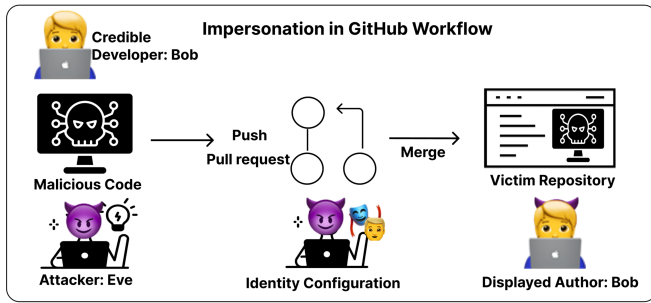 Impersonation in GitHub Workflow
Credible
Developer: Bob
Push
Pull request
Merge
Malicious Code
Victim Repository
Attacker: Eve
Identity Configuration
Displayed Author: Bob